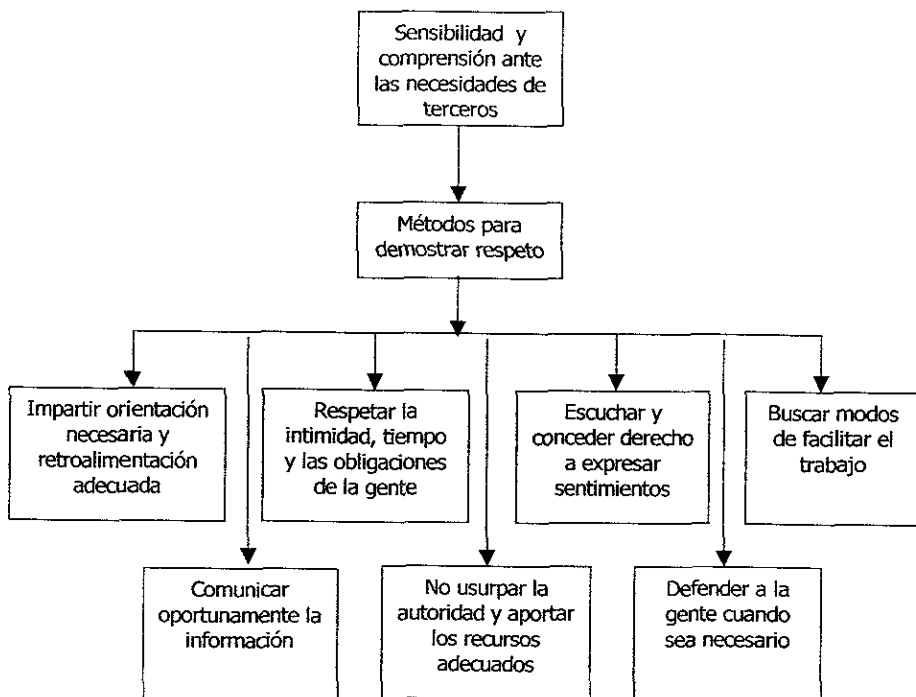 Sensibilidad y
comprensión ante
las necesidades de
terceros
Métodos para
demostrar respeto
Impartir orientación
necesaria y
retroalimentación
adecuada
Respetar la
intimidad, tiempo
y las obligaciones
de la gente
Escuchar y
conceder derecho
a expresar
sentimientos
Buscar modos
de facilitar el
trabajo
Comunicar
oportunamente la
información
No usurpar la
autoridad y aportar
los recursos
adecuados
Defender a la
gente cuando
sea necesario